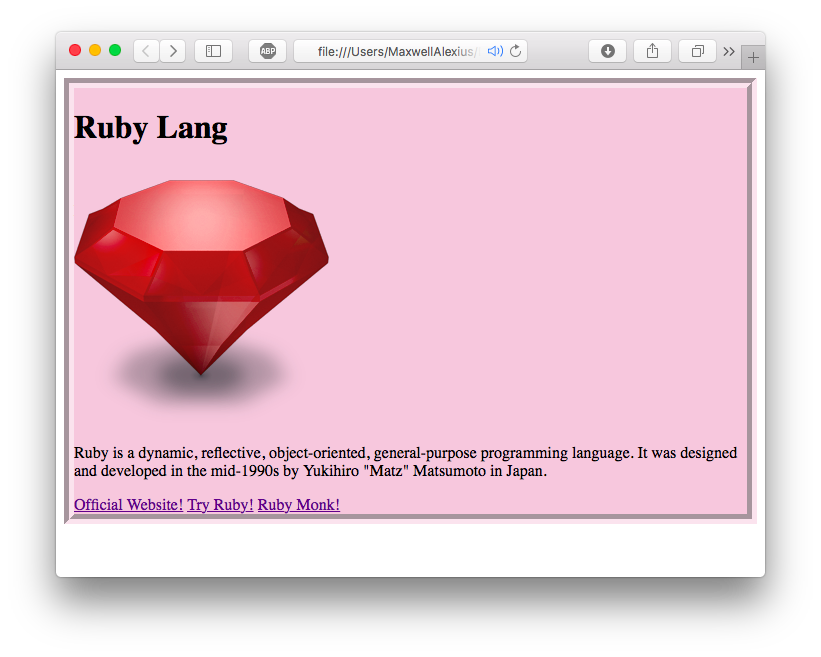 ABP
file:///Users/MaxwellAlexius/
Ruby Lang
Ruby is a dynamic, reflective, object-oriented, general-purpose programming language. It was designed
and developed in the mid-1990s by Yukihiro "Matz" Matsumoto in Japan.
Official Website! Try Ruby! Ruby Monk!